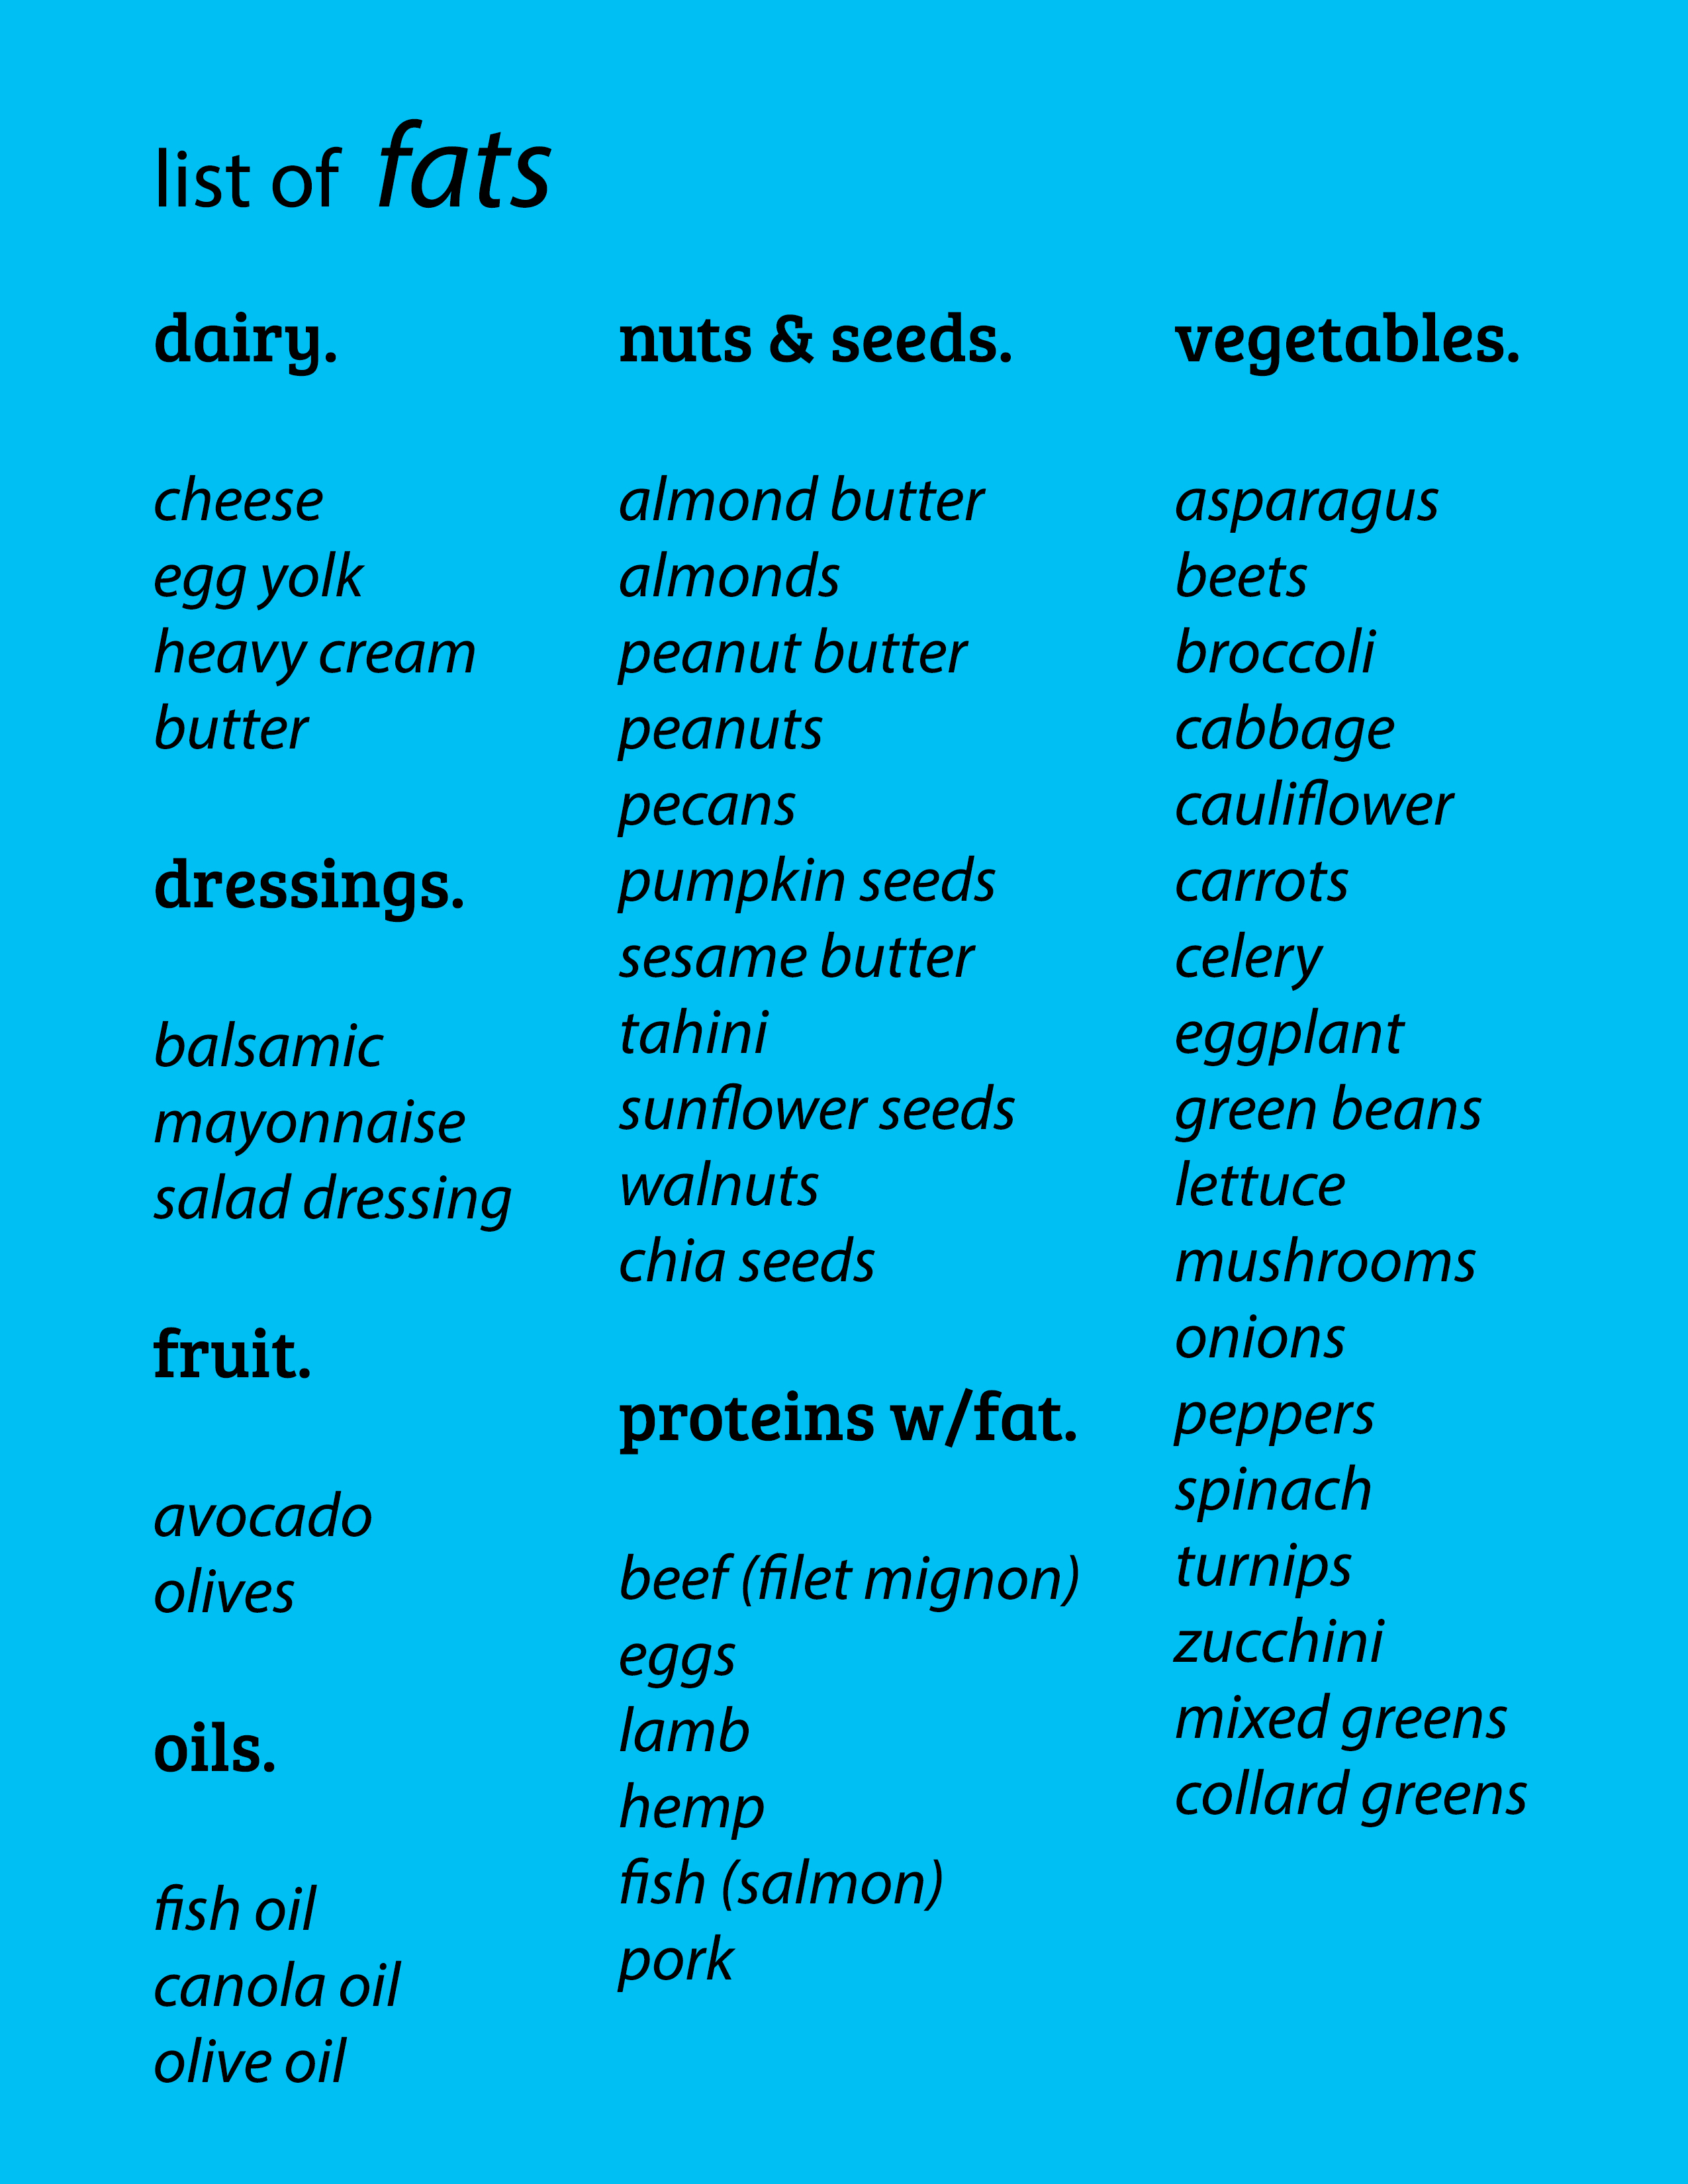 list of fats
dairy.
cheese
egg yolk
heavy cream
butter
dressings.
balsamic
mayonnaise
salad dressing
fruit.
avocado
olives
oils.
fish oil
canola oil
olive oil
nuts & seeds.
almond butter
almonds
peanut butter
peanuts
pecans
pumpkin seeds
sesame butter
tahini
sunflower seeds
walnuts
chia seeds
proteins w/fat.
beef (filet mignon)
eggs
lamb
hemp
fish (salmon)
pork
vegetables.
asparagus
beets
broccoli
cabbage
cauliflower
carrots
celery
eggplant
green beans
lettuce
mushrooms
onions
peppers
spinach
turnips
zucchini
mixed greens
collard greens